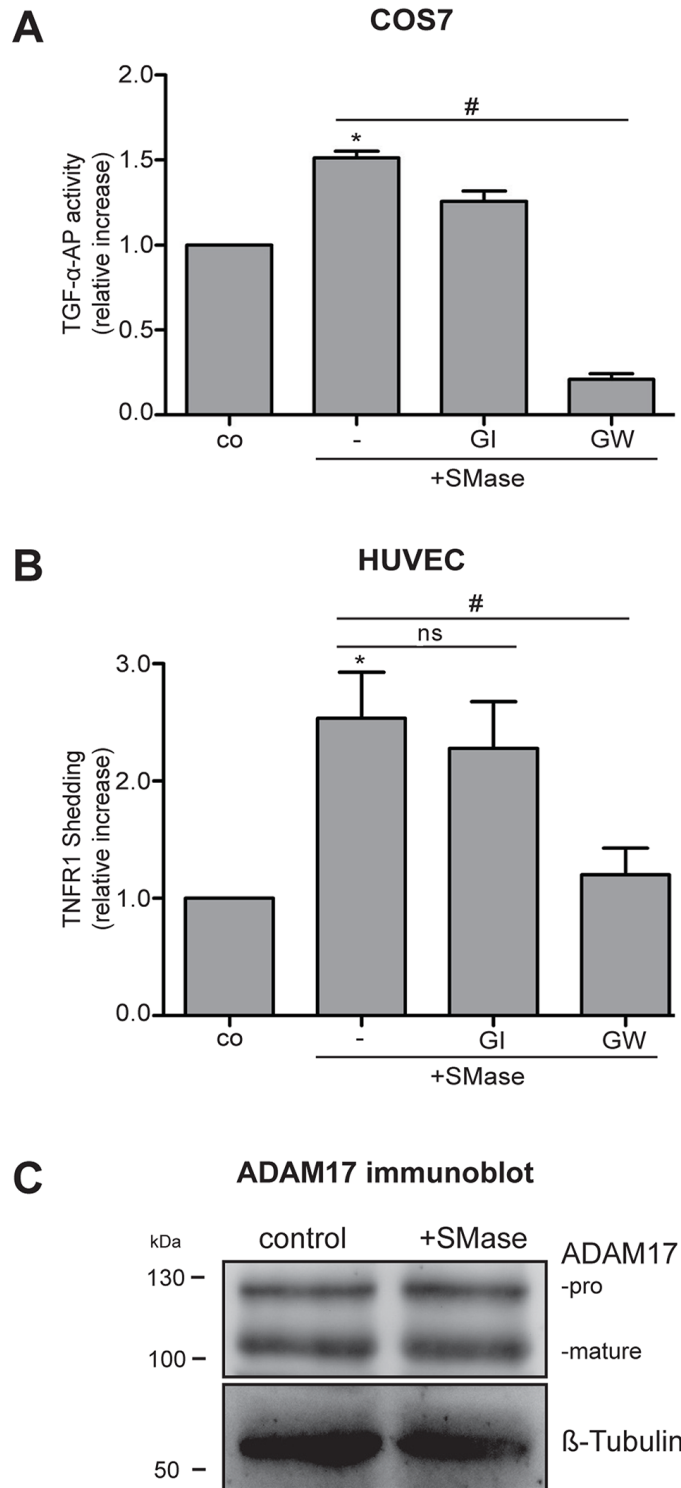 A
COS7
TGF-α-AP activity
(relative increase)
2.0
1.5
1.0
0.5
0.0
#
*
co
-
GI
GW
+SMase
B
HUVEC
TNFR1 Shedding
(relative increase)
3.0
2.0
1.0
0.0
#
ns
*
co
-
GI
GW
+SMase
C
ADAM17 immunoblot
kDa
control
+SMase
ADAM17
130
-pro
100
-mature
ß-Tubulin
50